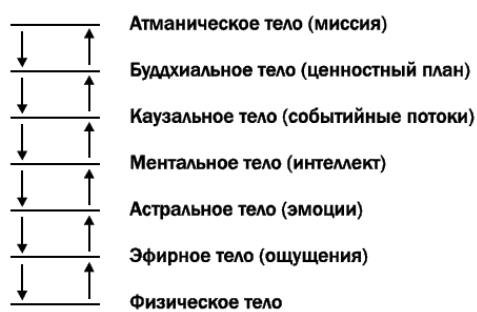 Атманическое тело (миссия)
Буддхиальное тело (ценностный план)
Каузальное тело (событийные потоки)
Ментальное тело (интеллект)
Астральное тело (эмоции)
Эфирное тело (ощущения)
Физическое тело